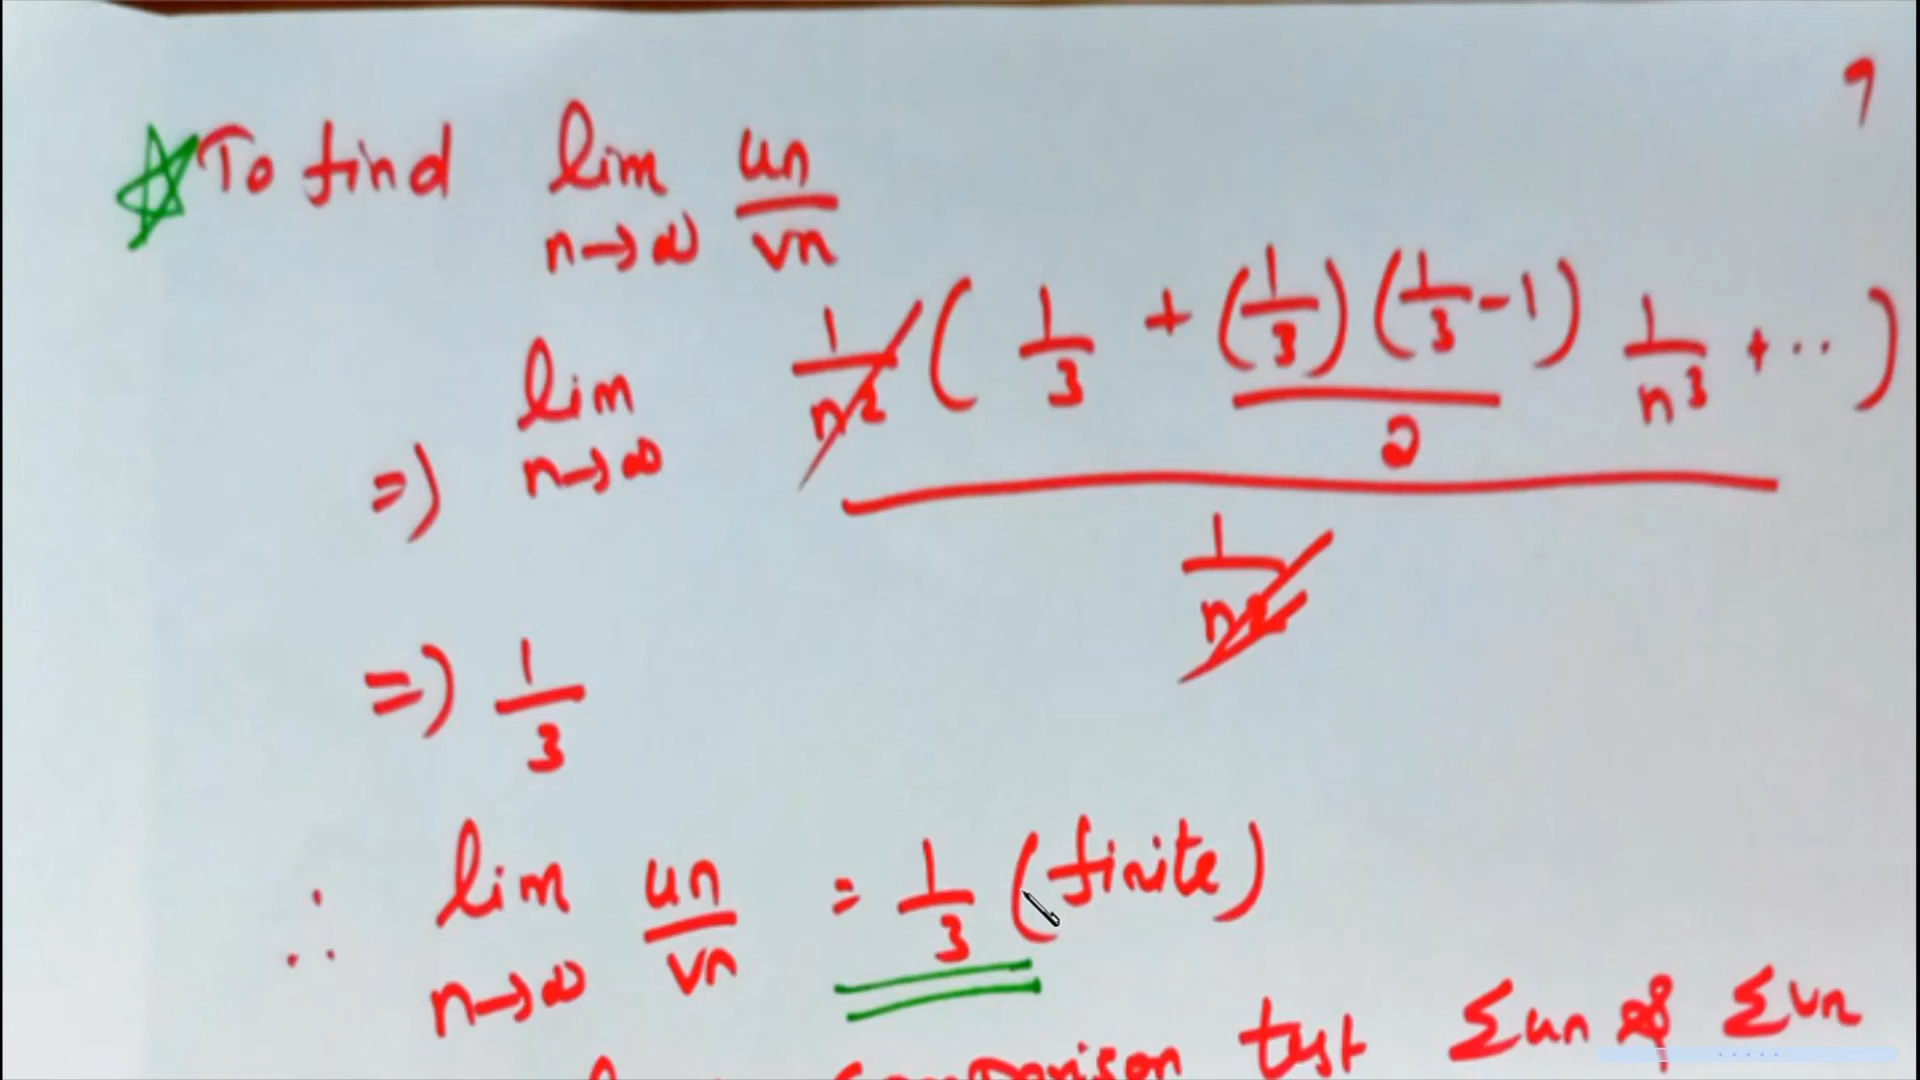 7
To find lim n→∞ un/vn
=> lim n→∞ 1/n² ( 1/3 + (1/3)(1/3 - 1)/2 1/n³ + .. ) / 1/n²
=> 1/3
∴ lim n→∞ un/vn = 1/3 (finite)
comparison test Σun & Σvn